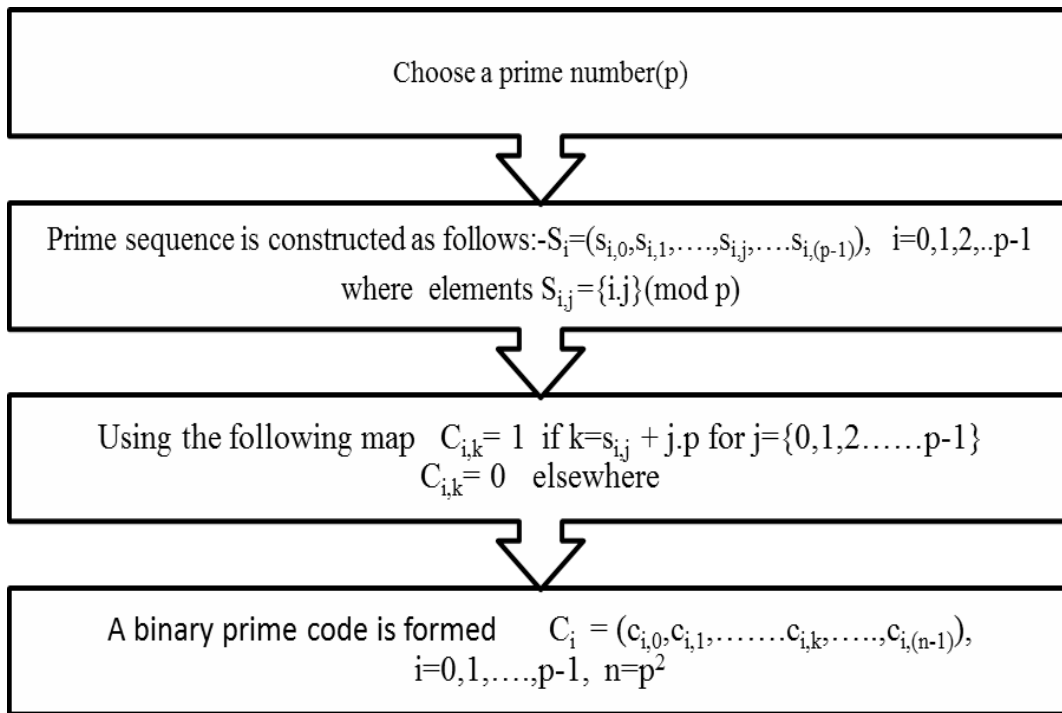 Choose a prime number(p)
Prime sequence is constructed as follows:-Sᵢ=(sᵢ,₀,sᵢ,₁,….,sᵢ,ⱼ,….sᵢ,₍ₚ₋₁₎), i=0,1,2,..p-1
where elements Sᵢ,ⱼ={i.j}(mod p)
Using the following map Cᵢ,ₖ= 1 if k=sᵢ,ⱼ + j.p for j={0,1,2……p-1}
Cᵢ,ₖ= 0 elsewhere
A binary prime code is formed Cᵢ = (cᵢ,₀,cᵢ,₁,…….cᵢ,ₖ,…..,cᵢ,₍ₙ₋₁₎),
i=0,1,….,p-1, n=p²